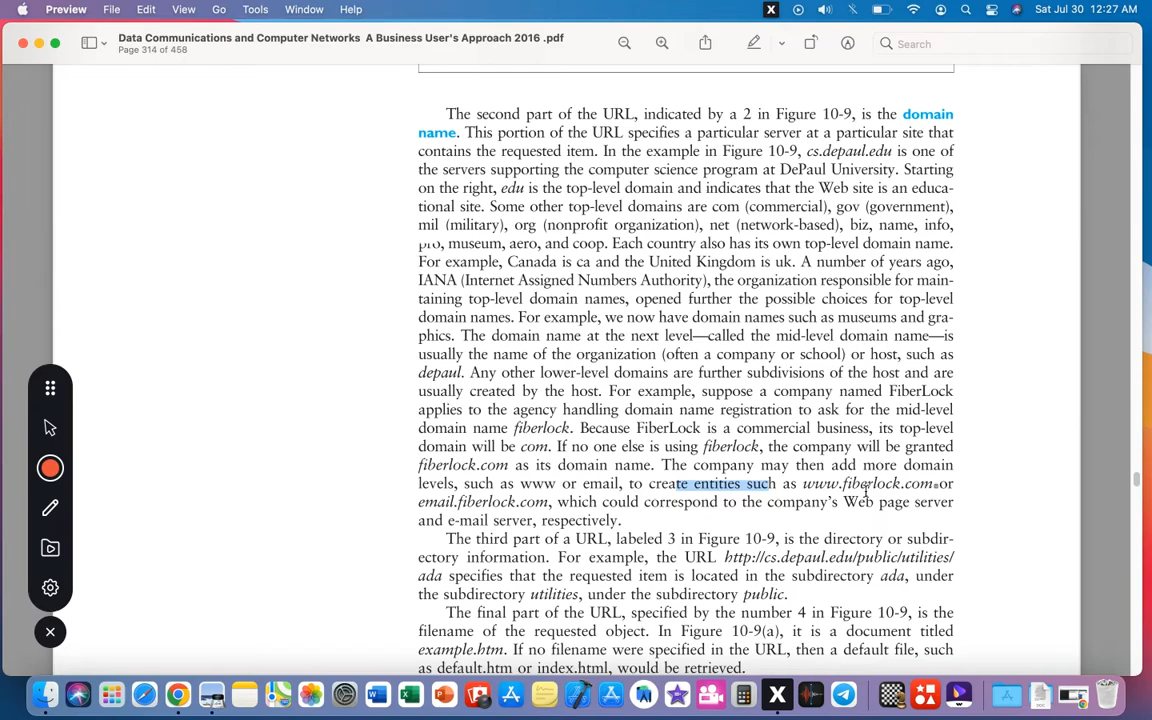 Preview File Edit View Go Tools Window Help X Sat Jul 30 12:27 AM
Data Communications and Computer Networks A Business User's Approach 2016 .pdf
Page 314 of 458
Search
The second part of the URL, indicated by a 2 in Figure 10-9, is the domain
name. This portion of the URL specifies a particular server at a particular site that
contains the requested item. In the example in Figure 10-9, cs.depaul.edu is one of
the servers supporting the computer science program at DePaul University. Starting
on the right, edu is the top-level domain and indicates that the Web site is an educa-
tional site. Some other top-level domains are com (commercial), gov (government),
mil (military), org (nonprofit organization), net (network-based), biz, name, info,
pro, museum, aero, and coop. Each country also has its own top-level domain name.
For example, Canada is ca and the United Kingdom is uk. A number of years ago,
IANA (Internet Assigned Numbers Authority), the organization responsible for main-
taining top-level domain names, opened further the possible choices for top-level
domain names. For example, we now have domain names such as museums and gra-
phics. The domain name at the next level—called the mid-level domain name—is
usually the name of the organization (often a company or school) or host, such as
depaul. Any other lower-level domains are further subdivisions of the host and are
usually created by the host. For example, suppose a company named FiberLock
applies to the agency handling domain name registration to ask for the mid-level
domain name fiberlock. Because FiberLock is a commercial business, its top-level
domain will be com. If no one else is using fiberlock, the company will be granted
fiberlock.com as its domain name. The company may then add more domain
levels, such as www or email, to create entities such as www.fiberlock.com or
email.fiberlock.com, which could correspond to the company's Web page server
and e-mail server, respectively.
The third part of a URL, labeled 3 in Figure 10-9, is the directory or subdir-
ectory information. For example, the URL http://cs.depaul.edu/public/utilities/
ada specifies that the requested item is located in the subdirectory ada, under
the subdirectory utilities, under the subdirectory public.
The final part of the URL, specified by the number 4 in Figure 10-9, is the
filename of the requested object. In Figure 10-9(a), it is a document titled
example.htm. If no filename were specified in the URL, then a default file, such
as default.htm or index.html, would be retrieved.